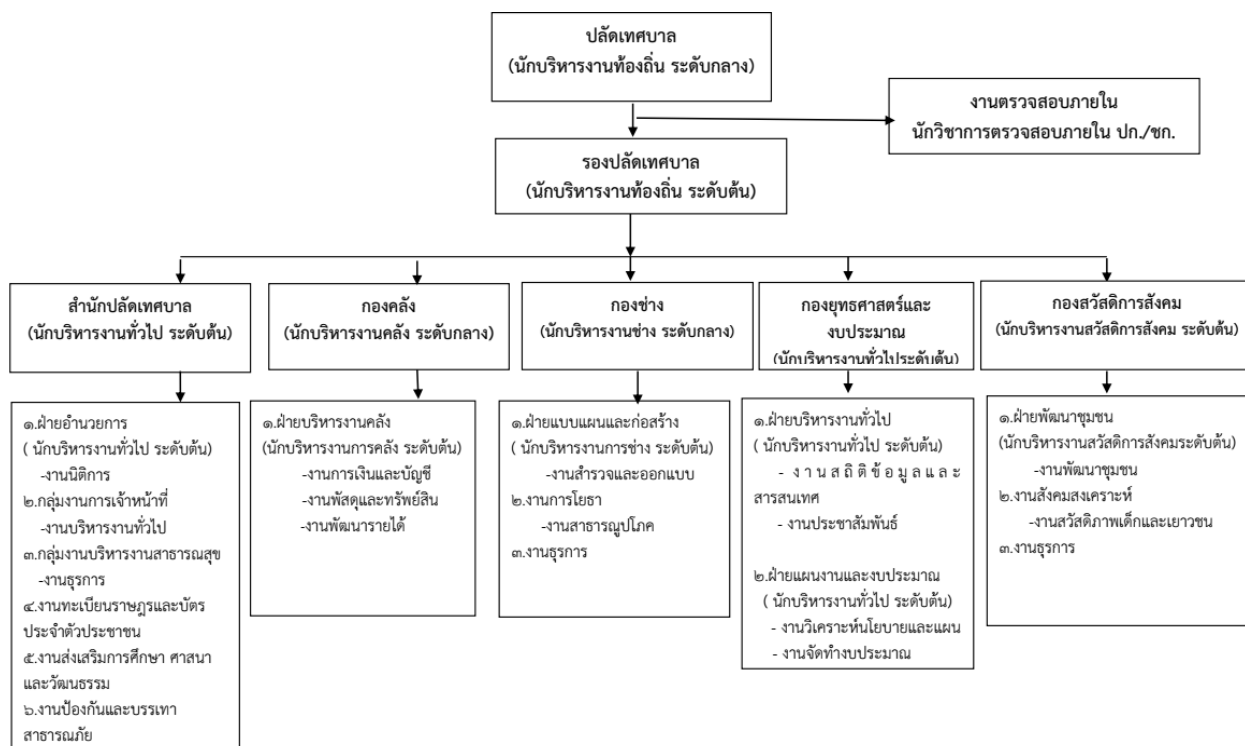 ปลัดเทศบาล
(นักบริหารงานท้องถิ่น ระดับกลาง)
งานตรวจสอบภายใน
นักวิชาการตรวจสอบภายใน ปก./ชก.
รองปลัดเทศบาล
(นักบริหารงานท้องถิ่น ระดับต้น)
สำนักปลัดเทศบาล
(นักบริหารงานทั่วไป ระดับต้น)
กองคลัง
(นักบริหารงานคลัง ระดับกลาง)
กองช่าง
(นักบริหารงานช่าง ระดับกลาง)
กองยุทธศาสตร์และ
งบประมาณ
(นักบริหารงานทั่วไประดับต้น)
กองสวัสดิการสังคม
(นักบริหารงานสวัสดิการสังคม ระดับต้น)
๑.ฝ่ายอำนวยการ
( นักบริหารงานทั่วไป ระดับต้น)
-งานนิติการ
๒.กลุ่มงานการเจ้าหน้าที่
-งานบริหารงานทั่วไป
๓.กลุ่มงานบริหารงานสาธารณสุข
-งานธุรการ
๔.งานทะเบียนราษฎรและบัตร
ประจำตัวประชาชน
๕.งานส่งเสริมการศึกษา ศาสนา
และวัฒนธรรม
๖.งานป้องกันและบรรเทา
สาธารณภัย
๑.ฝ่ายบริหารงานคลัง
(นักบริหารงานการคลัง ระดับต้น)
-งานการเงินและบัญชี
-งานพัสดุและทรัพย์สิน
-งานพัฒนารายได้
๑.ฝ่ายแบบแผนและก่อสร้าง
( นักบริหารงานการช่าง ระดับต้น)
-งานสำรวจและออกแบบ
๒.งานการโยธา
-งานสาธารณูปโภค
๓.งานธุรการ
๑.ฝ่ายบริหารงานทั่วไป
( นักบริหารงานทั่วไป ระดับต้น)
- ง า น ส ถิ ติ ข้ อ มู ล แ ล ะ
สารสนเทศ
- งานประชาสัมพันธ์
๒.ฝ่ายแผนงานและงบประมาณ
( นักบริหารงานทั่วไป ระดับต้น)
- งานวิเคราะห์นโยบายและแผน
- งานจัดทำงบประมาณ
๑.ฝ่ายพัฒนาชุมชน
(นักบริหารงานสวัสดิการสังคมระดับต้น)
-งานพัฒนาชุมชน
๒.งานสังคมสงเคราะห์
-งานสวัสดิภาพเด็กและเยาวชน
๓.งานธุรการ